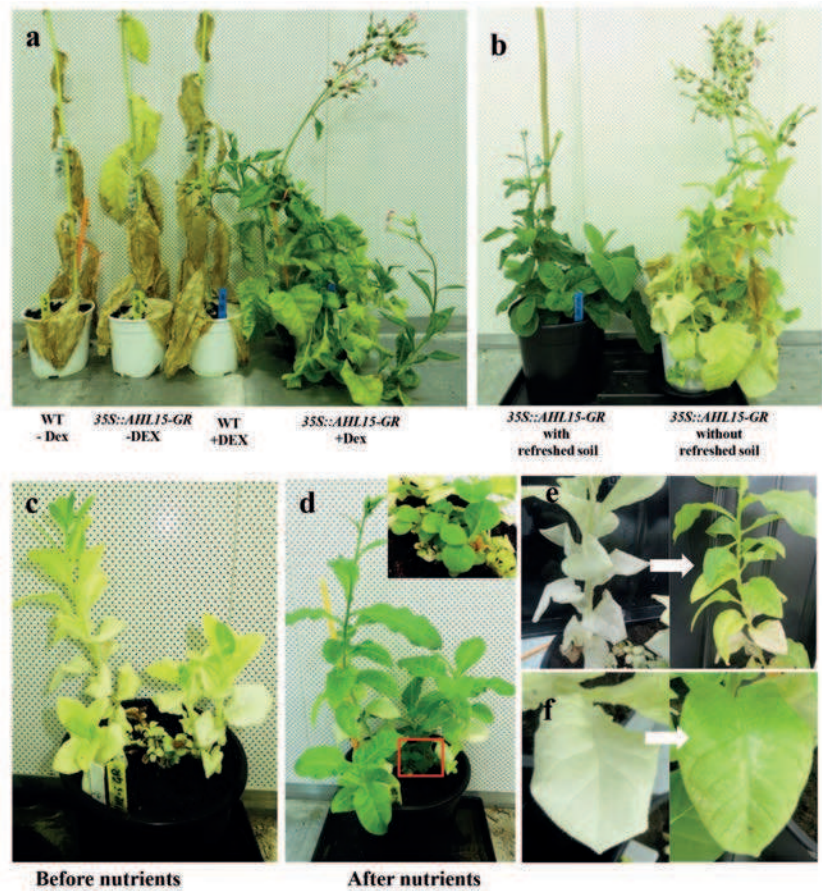 a
b
WT
- Dex
35S::AHL15-GR
-DEX
WT
+DEX
35S::AHL15-GR
+Dex
35S::AHL15-GR
with
refreshed soil
35S::AHL15-GR
without
refreshed soil
c
d
e
f
Before nutrients
After nutrients